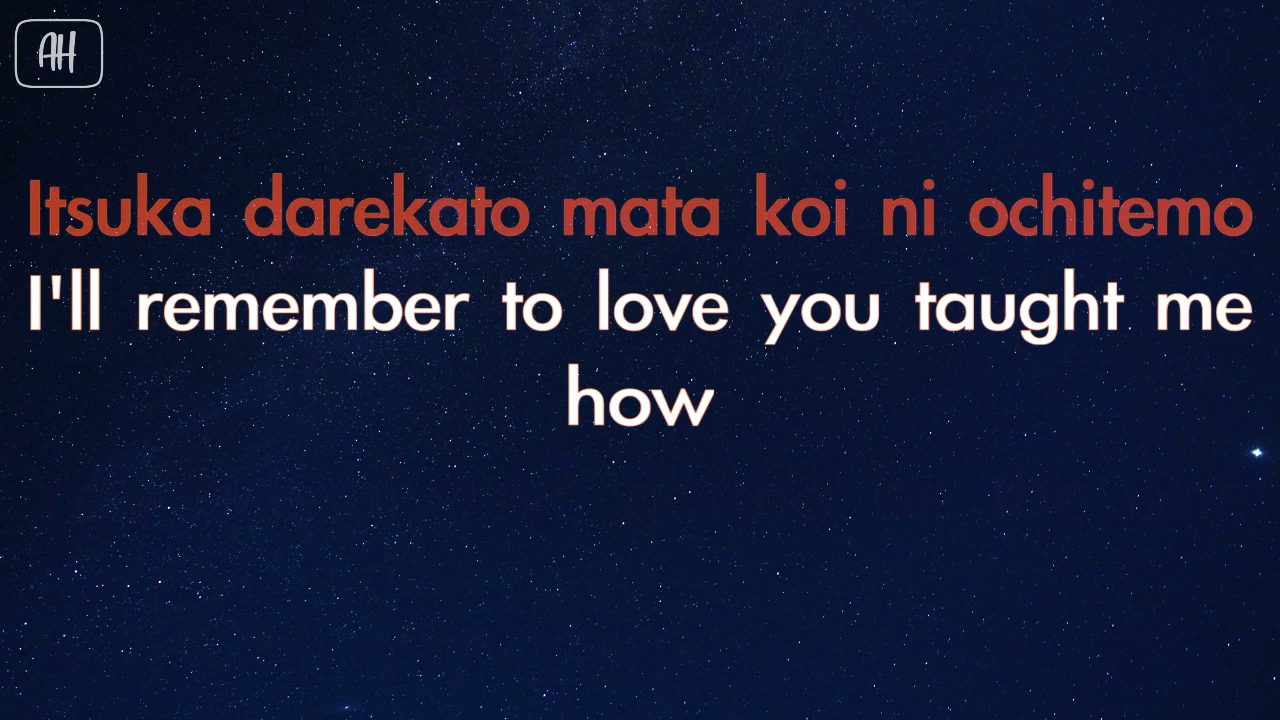 AH
Itsuka darekato mata koi ni ochitemo
I'll remember to love you taught me
how